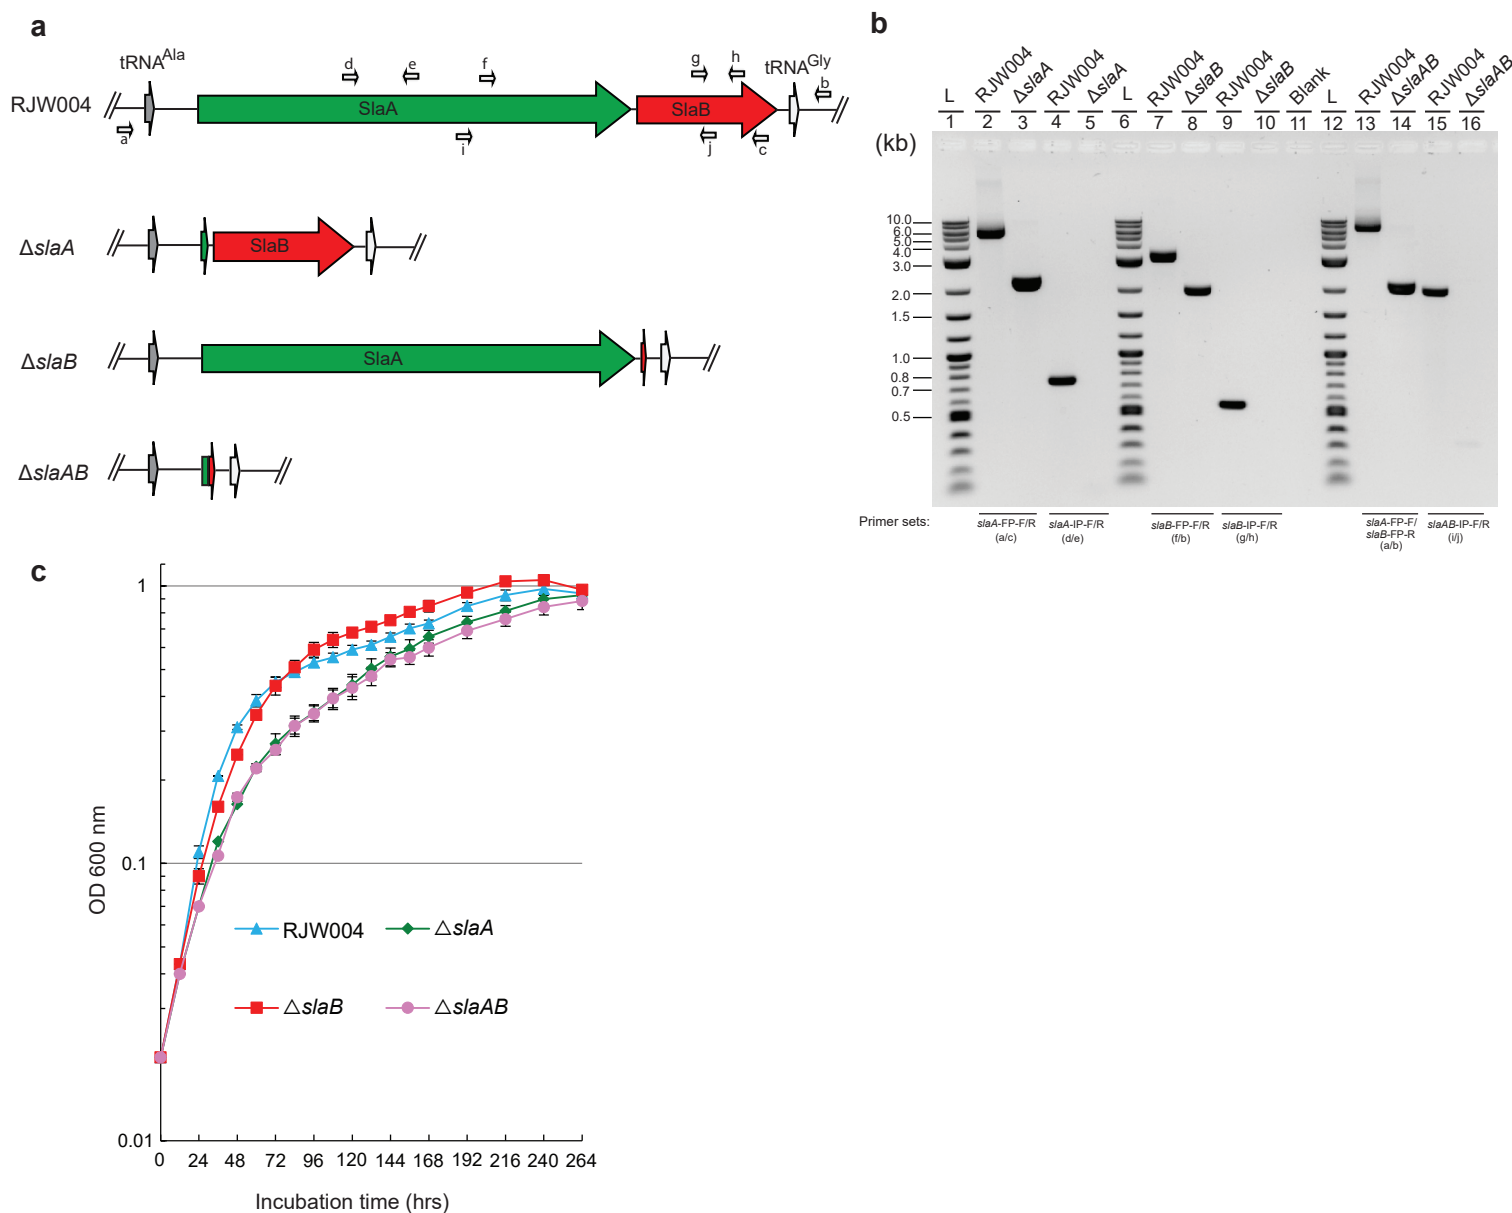 a
tRNAAla
d
e
f
g
h
tRNAGly
b
RJW004
SlaA
SlaB
a
i
j
c
ΔslaA
SlaB
ΔslaB
SlaA
ΔslaAB
b
L
RJW004
ΔslaA
RJW004
ΔslaA
L
RJW004
ΔslaB
RJW004
ΔslaB
Blank
L
RJW004
ΔslaAB
RJW004
ΔslaAB
1 2 3 4 5 6 7 8 9 10 11 12 13 14 15 16
(kb)
10.0
6.0
5.0
4.0
3.0
2.0
1.5
1.0
0.8
0.7
0.5
Primer sets:
slaA-FP-F/R
(a/c)
slaA-IP-F/R
(d/e)
slaB-FP-F/R
(f/b)
slaB-IP-F/R
(g/h)
slaA-FP-F/
slaB-FP-R
(a/b)
slaAB-IP-F/R
(i/j)
c
1
0.1
0.01
OD 600 nm
RJW004
△slaA
△slaB
△slaAB
0 24 48 72 96 120 144 168 192 216 240 264
Incubation time (hrs)